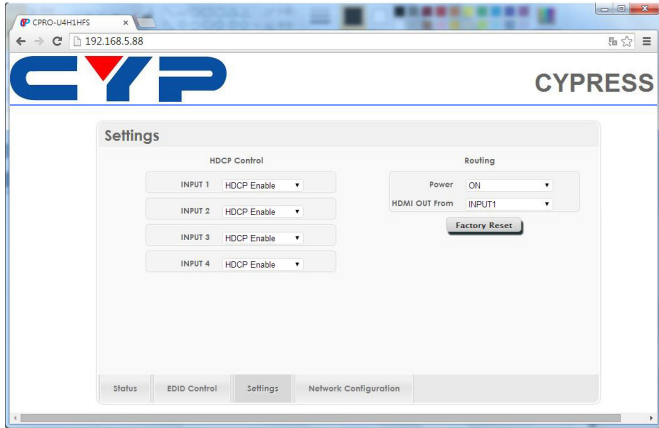 CPRO-U4H1HFS
192.168.5.88
CYP
CYPRESS
Settings
HDCP Control
Routing
INPUT 1 HDCP Enable
Power ON
INPUT 2 HDCP Enable
HDMI OUT From INPUT1
Factory Reset
INPUT 3 HDCP Enable
INPUT 4 HDCP Enable
Status EDID Control Settings Network Configuration